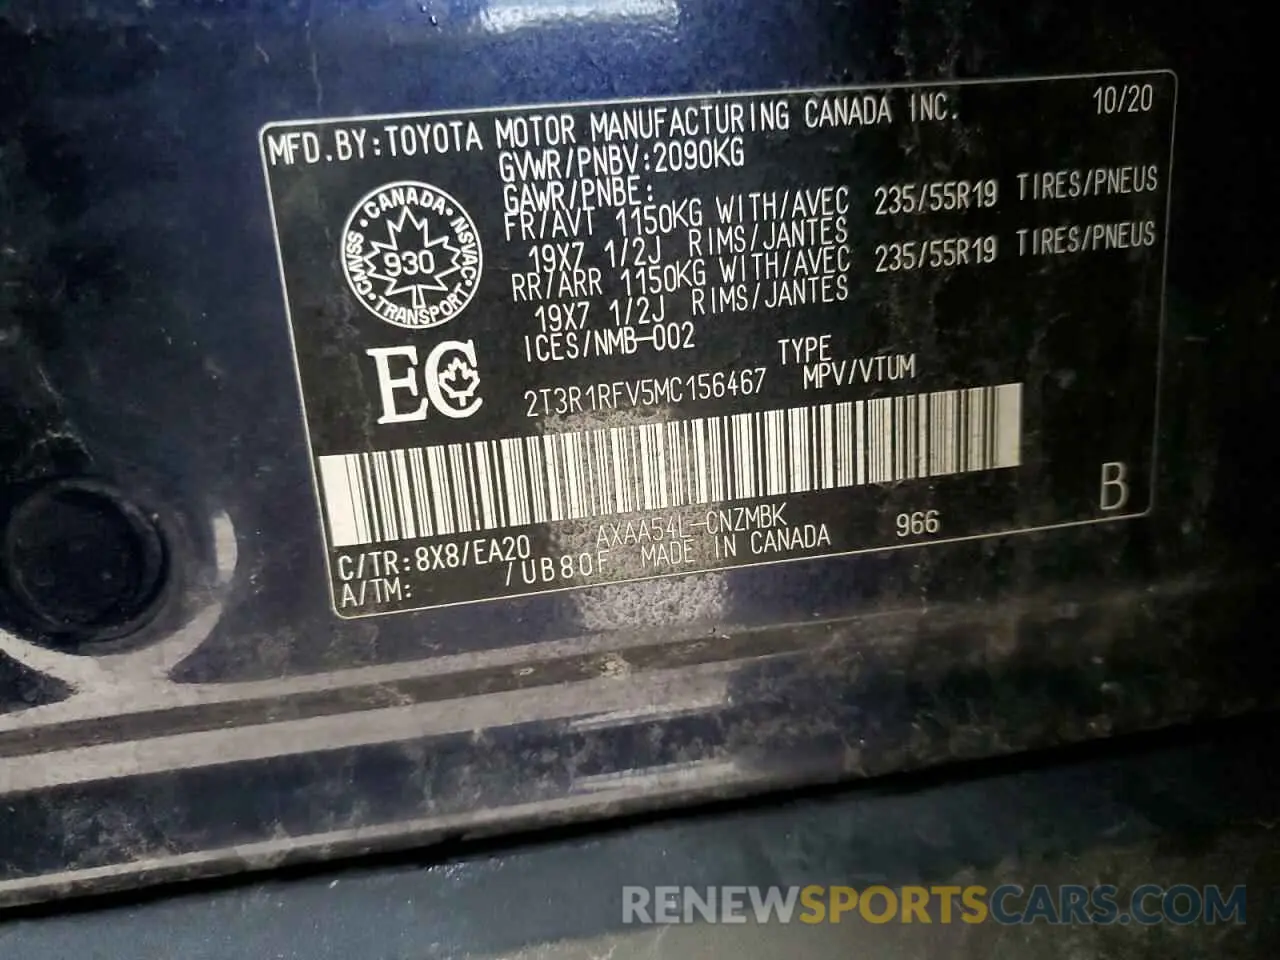 MFD.BY:TOYOTA MOTOR MANUFACTURING CANADA INC. 10/20
GVWR/PNBV:2090KG
GAWR/PNBE:
FR/AVT 1150KG WITH/AVEC 235/55R19 TIRES/PNEUS
19X7 1/2J RIMS/JANTES
RR/ARR 1150KG WITH/AVEC 235/55R19 TIRES/PNEUS
19X7 1/2J RIMS/JANTES
ICES/NMB-002
CANADA
CMVSS NSVAC
930
TRANSPORT
EC
TYPE
2T3R1RFV5MC156467 MPV/VTUM
B
C/TR:8X8/EA20 AXAA54L-CNZMBK 966
A/TM: /UB80F MADE IN CANADA
RENEWSPORTSCARS.COM